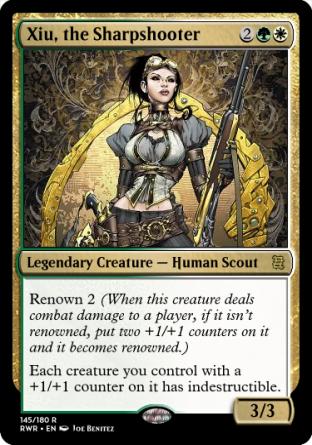 Xiu, the Sharpshooter 2
Legendary Creature — Human Scout
Renown 2 (When this creature deals
combat damage to a player, if it isn't
renowned, put two +1/+1 counters on it
and it becomes renowned.)
Each creature you control with a
+1/+1 counter on it has indestructible.
3/3
145/180 R
RWR • EN Joe Benitez